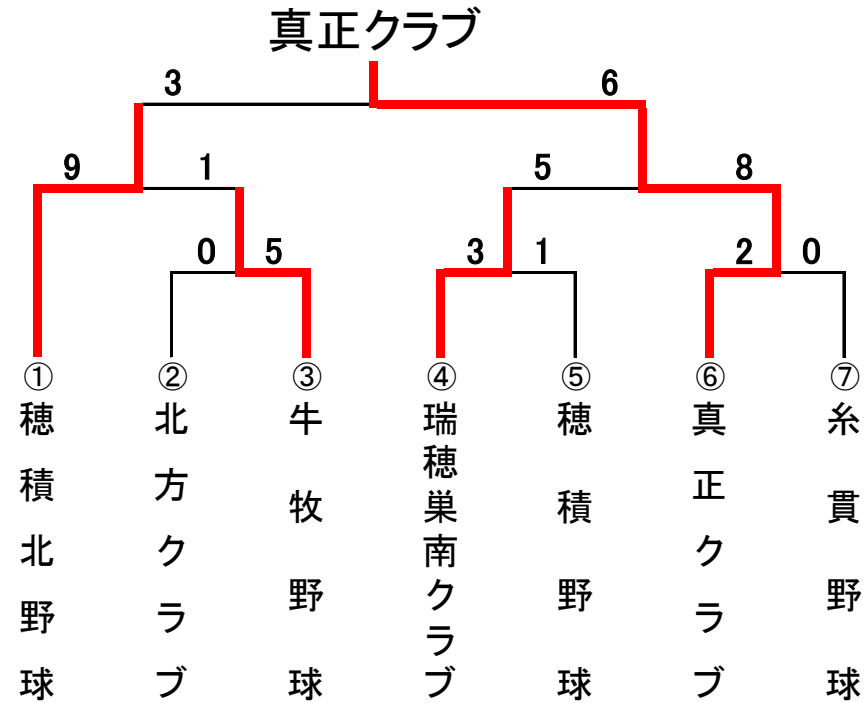 真正クラブ
3 6
9 1 5 8
0 5 3 1 2 0
① ② ③ ④ ⑤ ⑥ ⑦
穂積北野球
北方クラブ
牛牧野球
瑞穂巣南クラブ
穂積野球
真正クラブ
糸貫野球